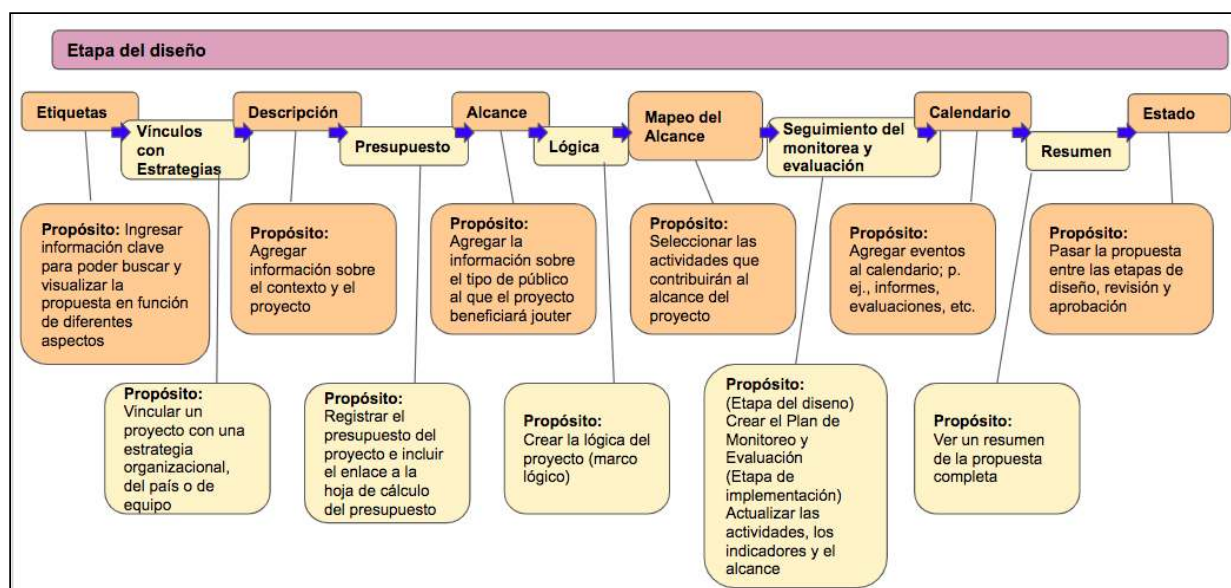 Etapa del diseño
Etiquetas
Vínculos
con
Estrategias
Descripción
Presupuesto
Alcance
Lógica
Mapeo del
Alcance
Seguimiento del
monitorea y
evaluación
Calendario
Resumen
Estado
Propósito: Ingresar
información clave
para poder buscar y
visualizar la
propuesta en función
de diferentes
aspectos
Propósito:
Agregar
información sobre
el contexto y el
proyecto
Propósito:
Agregar la
información sobre
el tipo de público
al que el proyecto
beneficiará jouter
Propósito:
Seleccionar las
actividades que
contribuirán al
alcance del
proyecto
Propósito:
Agregar eventos
al calendario; p.
ej., informes,
evaluaciones, etc.
Propósito:
Pasar la propuesta
entre las etapas de
diseño, revisión y
aprobación
Propósito:
Vincular un
proyecto con una
estrategia
organizacional,
del país o de
equipo
Propósito:
Registrar el
presupuesto del
proyecto e incluir
el enlace a la
hoja de cálculo
del presupuesto
Propósito:
Crear la lógica del
proyecto (marco
lógico)
Propósito:
(Etapa del diseno)
Crear el Plan de
Monitoreo y
Evaluación
(Etapa de
implementación)
Actualizar las
actividades, los
indicadores y el
alcance
Propósito:
Ver un resumen
de la propuesta
completa